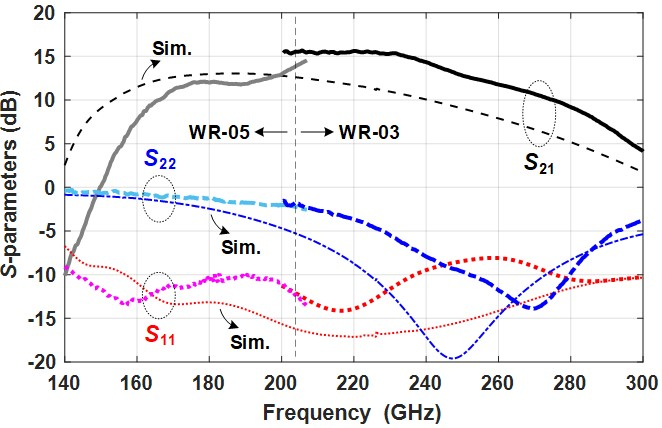 20
15
10
5
0
-5
-10
-15
-20
S-parameters (dB)
Sim.
WR-05
WR-03
S22
S21
Sim.
S11
Sim.
140 160 180 200 220 240 260 280 300
Frequency (GHz)